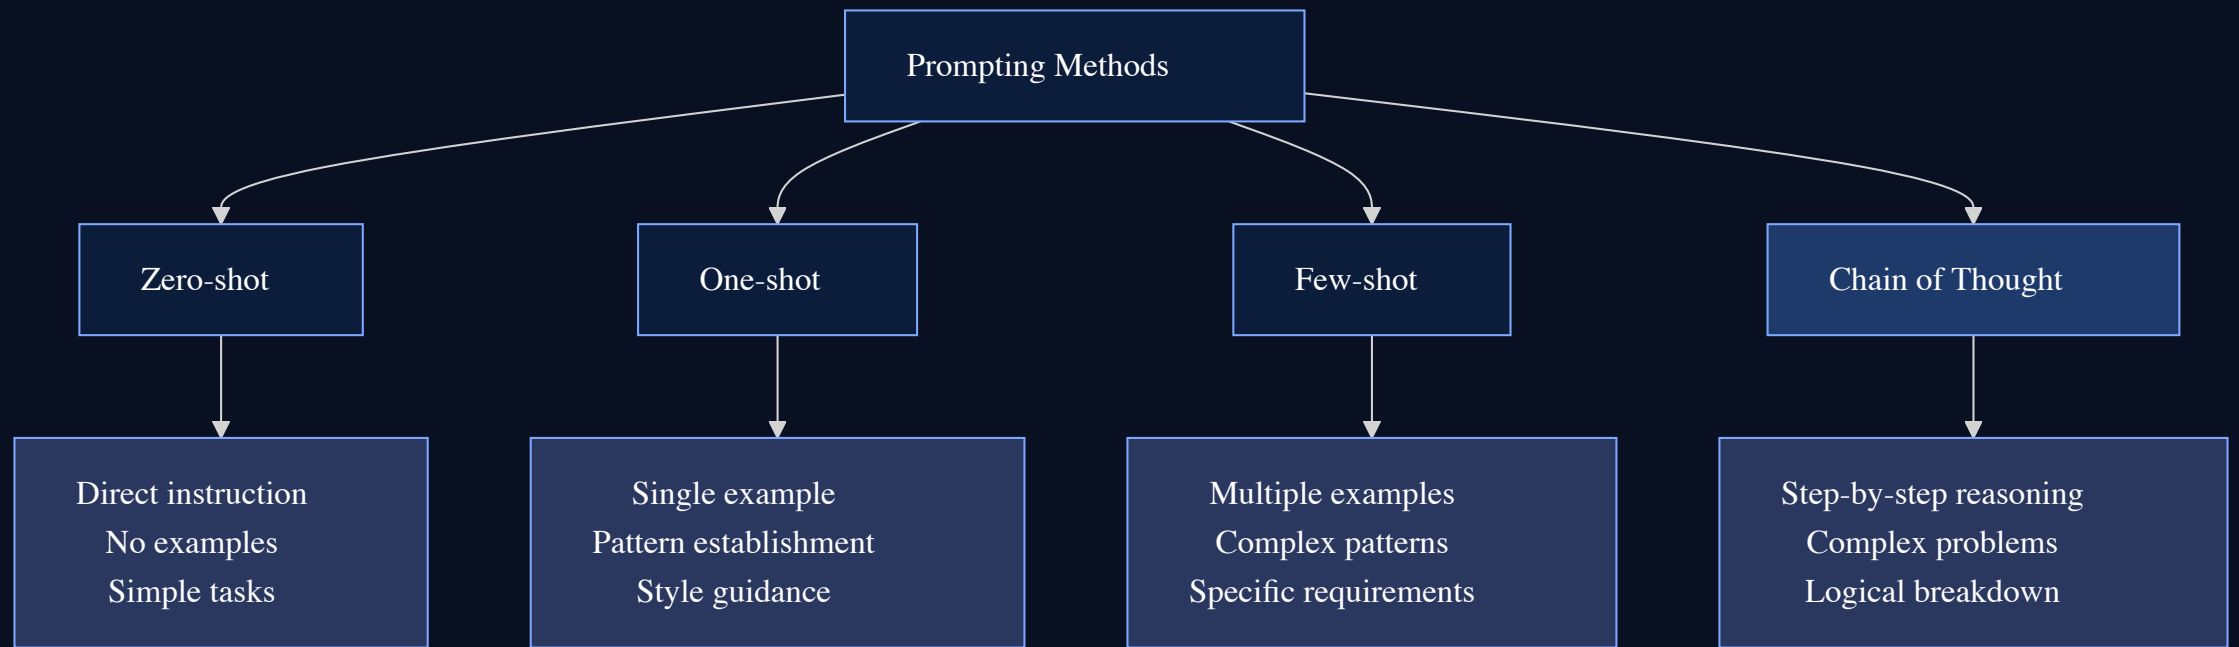 Prompting Methods
Zero-shot
One-shot
Few-shot
Chain of Thought
Direct instruction
No examples
Simple tasks
Single example
Pattern establishment
Style guidance
Multiple examples
Complex patterns
Specific requirements
Step-by-step reasoning
Complex problems
Logical breakdown